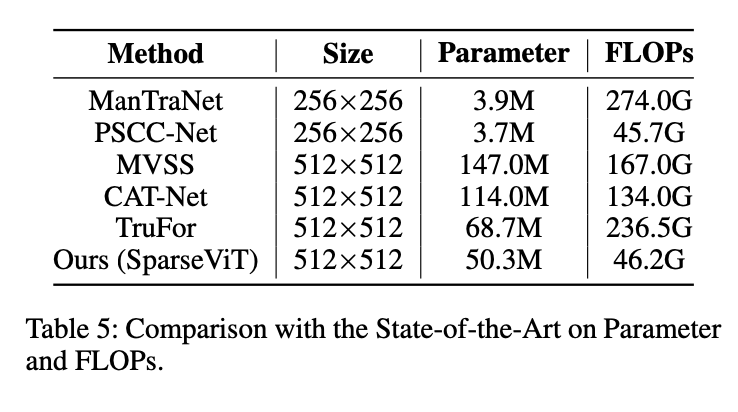 Method Size Parameter FLOPs
ManTraNet 256×256 3.9M 274.0G
PSCC-Net 256×256 3.7M 45.7G
MVSS 512×512 147.0M 167.0G
CAT-Net 512×512 114.0M 134.0G
TruFor 512×512 68.7M 236.5G
Ours (SparseViT) 512×512 50.3M 46.2G
Table 5: Comparison with the State-of-the-Art on Parameter
and FLOPs.